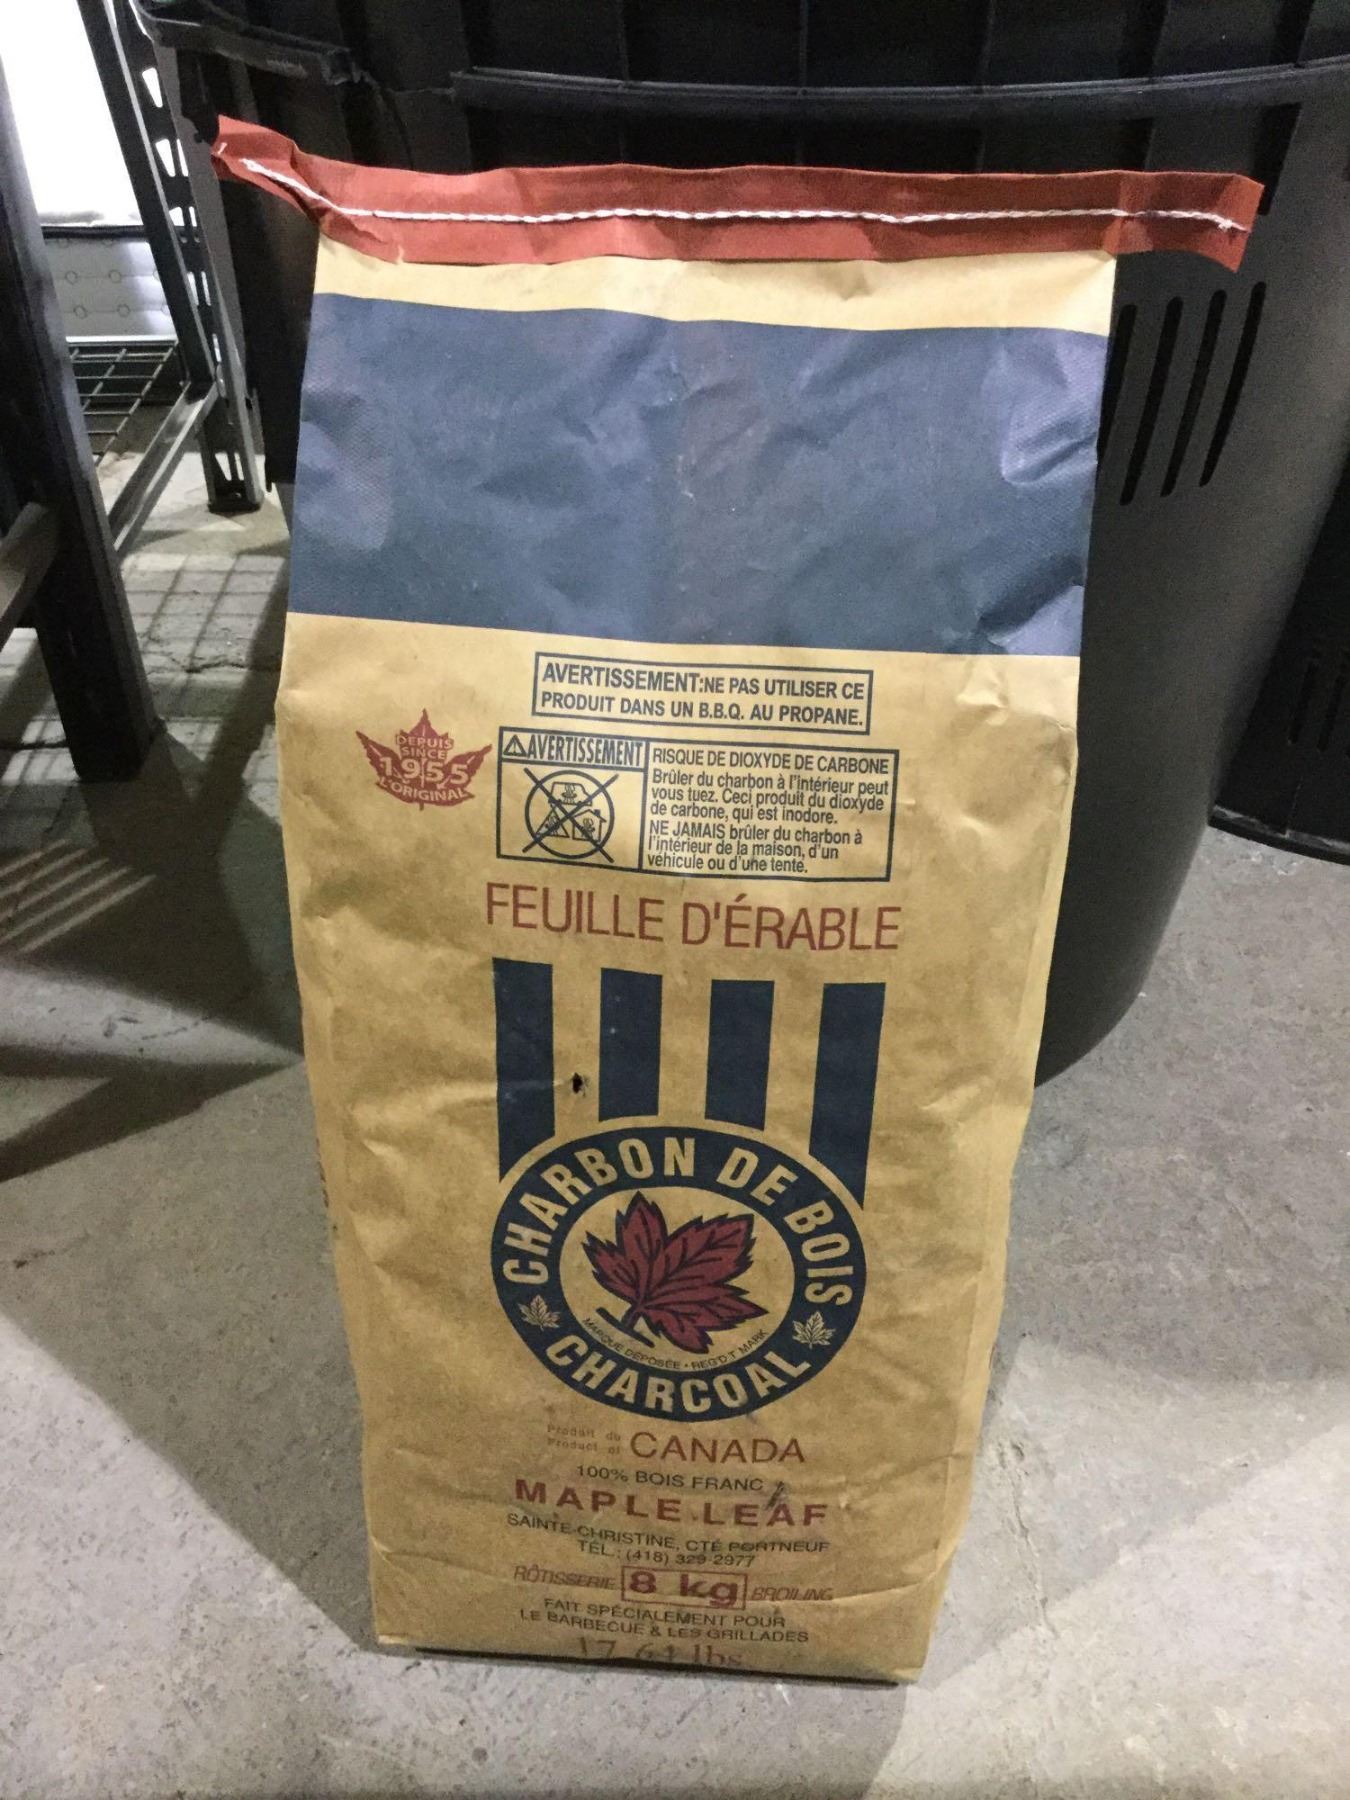 AVERTISSEMENT:NE PAS UTILISER CE
PRODUIT DANS UN B.B.Q. AU PROPANE.
DEPUIS
SINCE
1955
L'ORIGINAL
AVERTISSEMENT
RISQUE DE DIOXYDE DE CARBONE
Brûler du charbon à l'intérieur peut
vous tuez. Ceci produit du dioxyde
de carbone, qui est inodore.
NE JAMAIS brûler du charbon à
l'intérieur de la maison, d'un
véhicule ou d'une tente.
FEUILLE D'ÉRABLE
CHARBON DE BOIS
MARQUE DÉPOSÉE • REG'D T MARK
CHARCOAL
Produit du
Product of
CANADA
100% BOIS FRANC
MAPLE LEAF
SAINTE-CHRISTINE, CTÉ PORTNEUF
TÉL.: (418) 329-2977
RÔTISSERIE 8 kg BROILING
FAIT SPÉCIALEMENT POUR
LE BARBECUE & LES GRILLADES
17.64 lbs